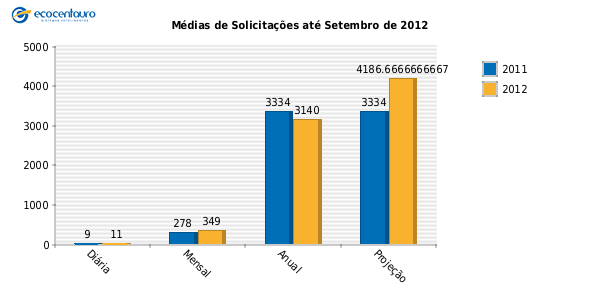 ecocentauro
Médias de Solicitações até Setembro de 2012
5000
4000
3000
2000
1000
0
9
11
278
349
3334
3140
3334
4186.6666666667
Diária
Mensal
Anual
Projeção
2011
2012